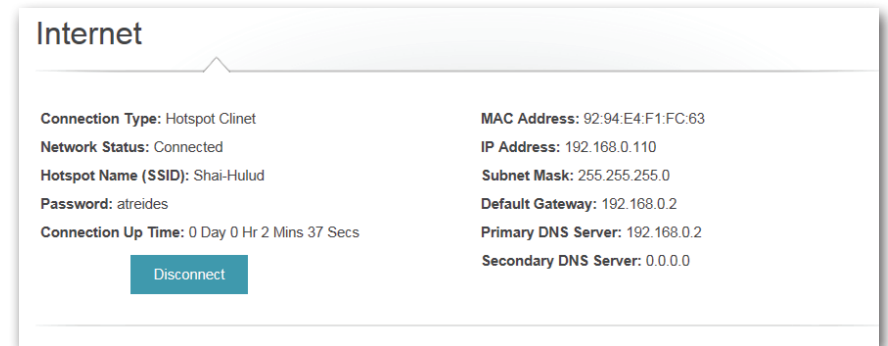 Internet
Connection Type: Hotspot Clinet
Network Status: Connected
Hotspot Name (SSID): Shai-Hulud
Password: atreides
Connection Up Time: 0 Day 0 Hr 2 Mins 37 Secs
Disconnect
MAC Address: 92:94:E4:F1:FC:63
IP Address: 192.168.0.110
Subnet Mask: 255.255.255.0
Default Gateway: 192.168.0.2
Primary DNS Server: 192.168.0.2
Secondary DNS Server: 0.0.0.0